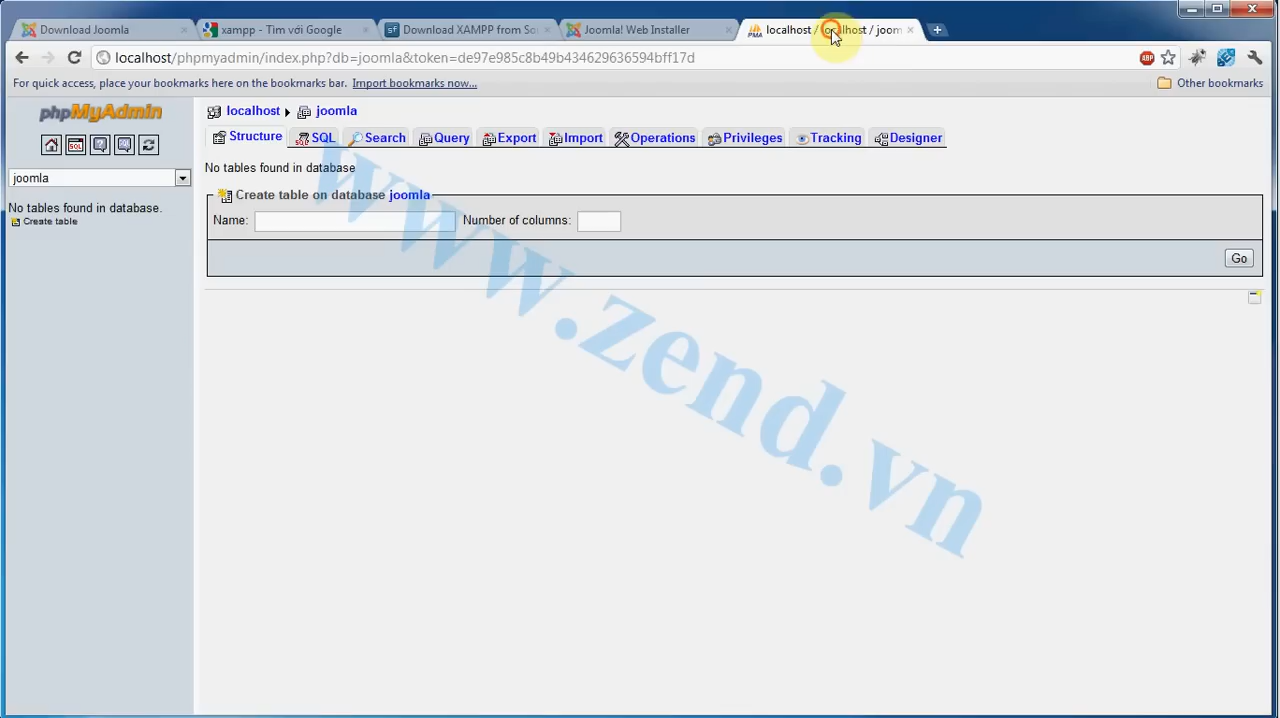 Download Joomla
xampp - Tìm với Google
Download XAMPP from So
Joomla! Web Installer
localhost / localhost / joom
localhost/phpmyadmin/index.php?db=joomla&token=de97e985c8b49b434629636594bff17d
For quick access, place your bookmarks here on the bookmarks bar. Import bookmarks now...
Other bookmarks
phpMyAdmin
joomla
No tables found in database.
Create table
localhost
joomla
Structure
SQL
Search
Query
Export
Import
Operations
Privileges
Tracking
Designer
No tables found in database
Create table on database joomla
Name:
Number of columns:
Go
www.zend.vn